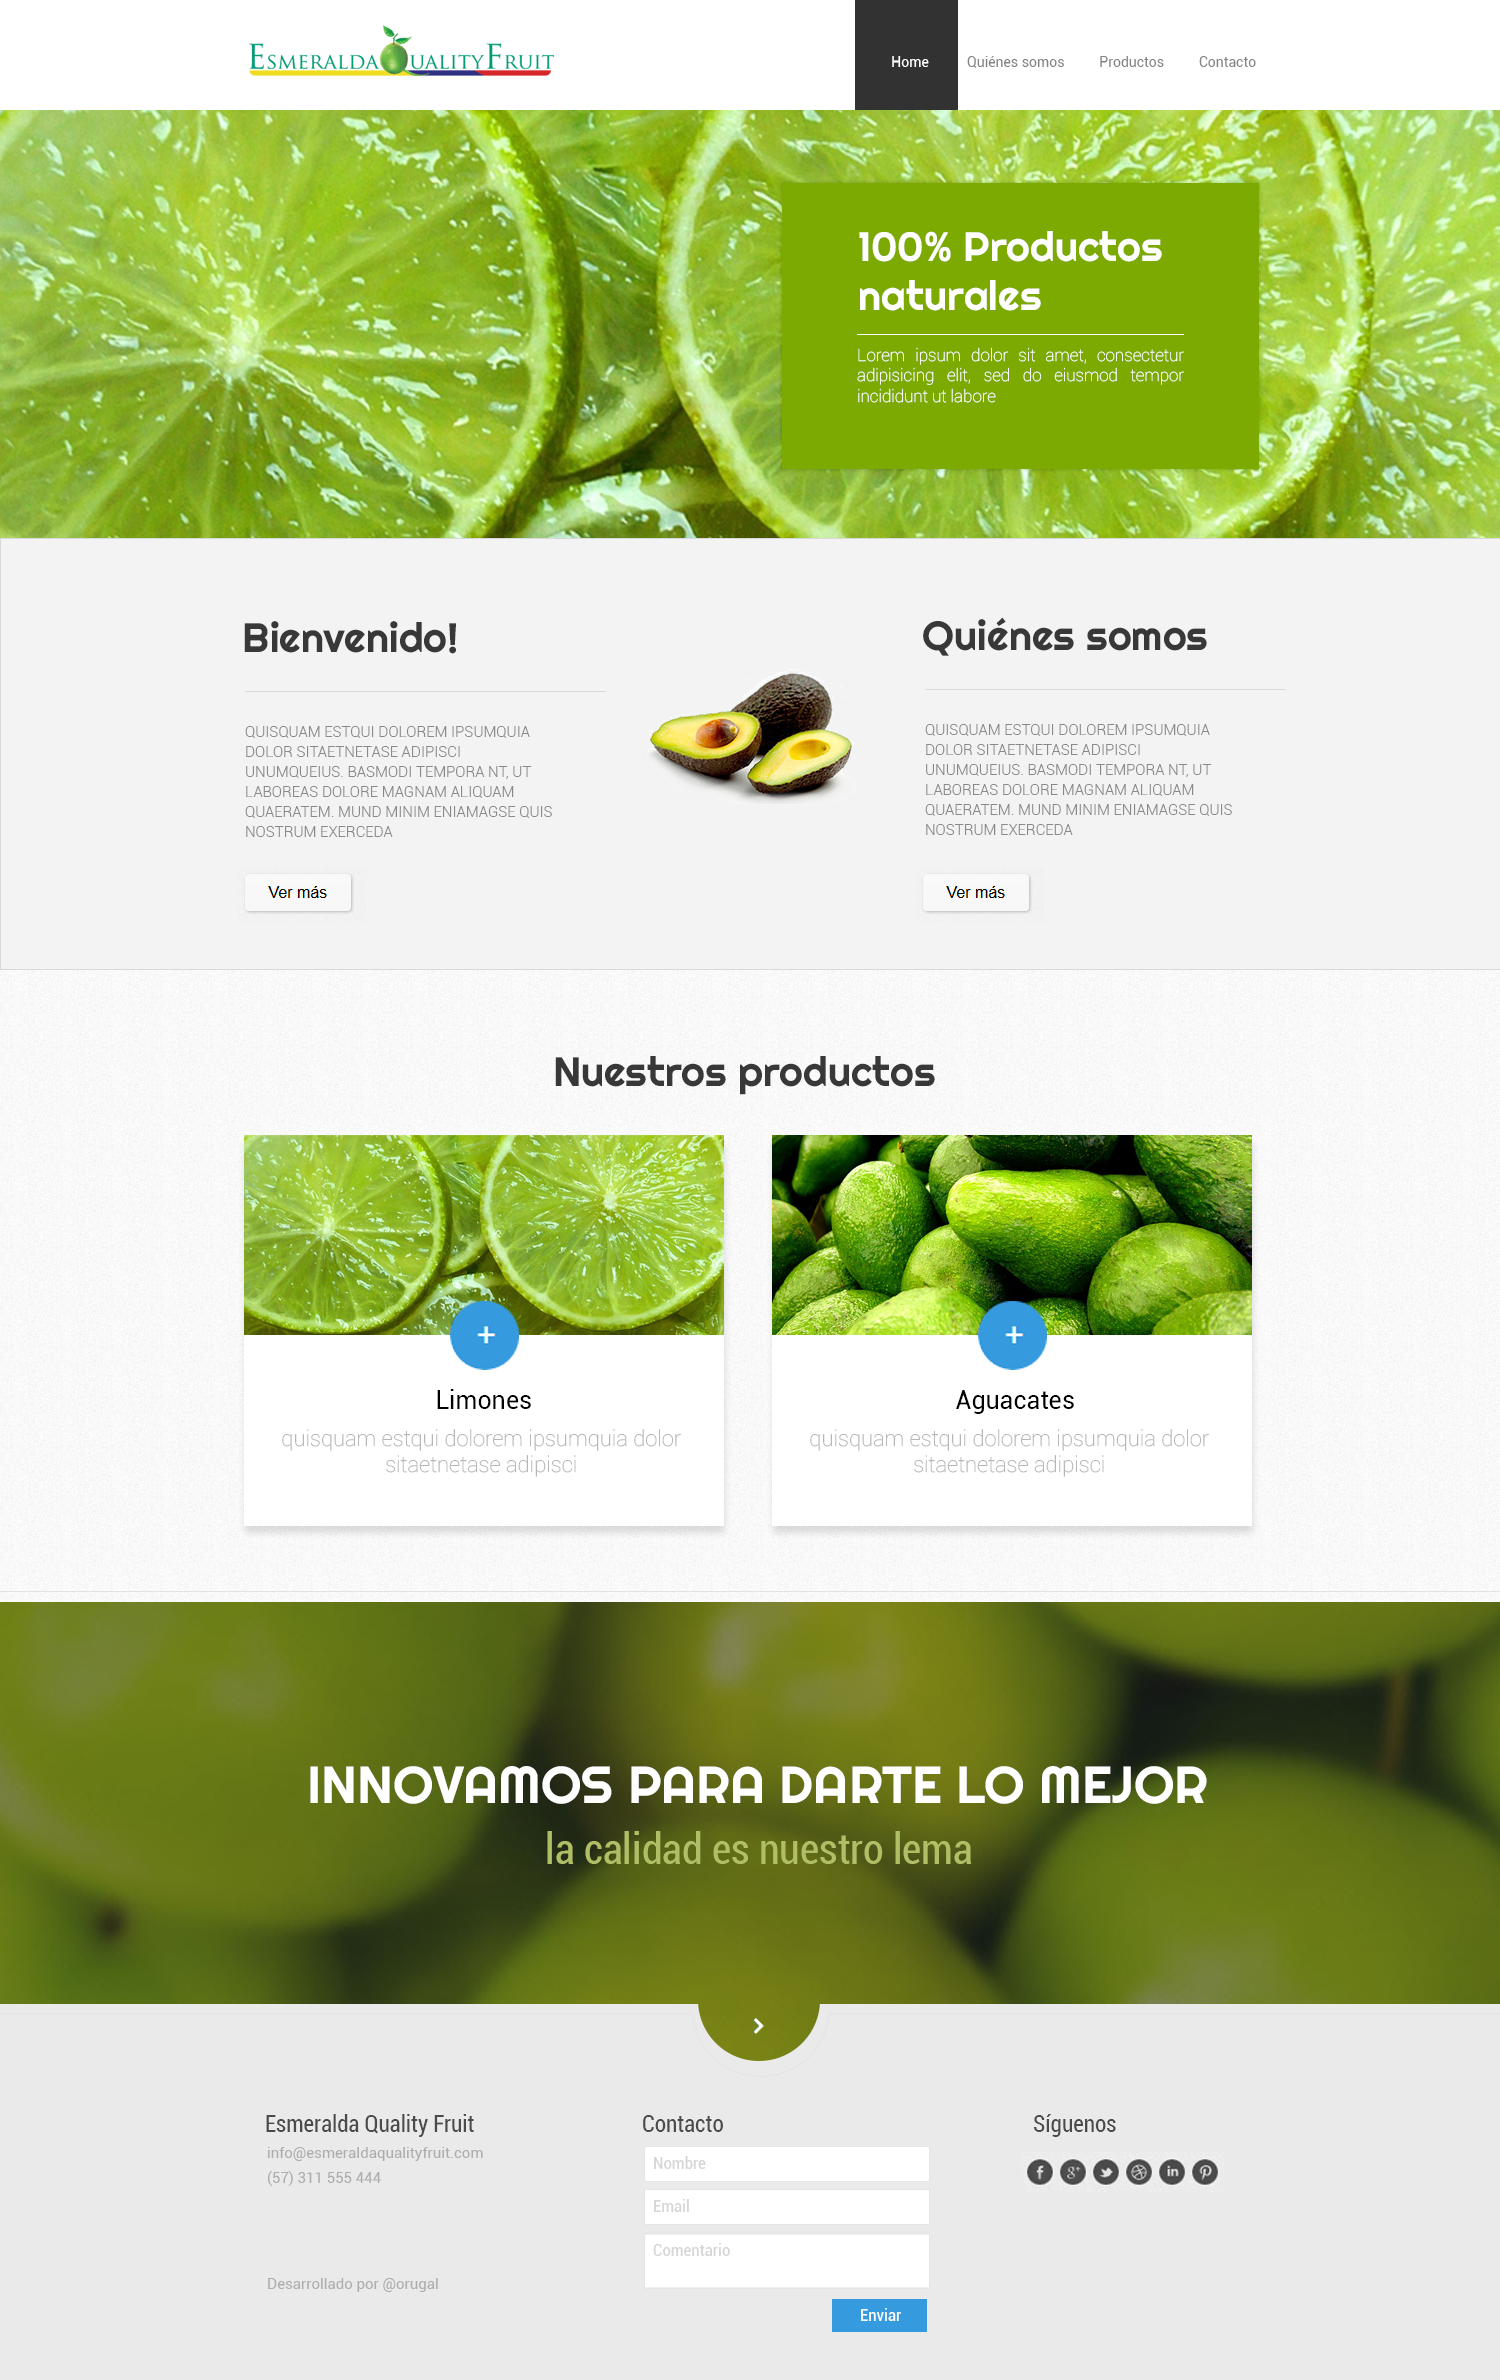 Esmeralda Quality Fruit
Home Quiénes somos Productos Contacto
100% Productos
naturales
Lorem ipsum dolor sit amet, consectetur
adipisicing elit, sed do eiusmod tempor
incididunt ut labore
Bienvenido!
QUISQUAM ESTQUI DOLOREM IPSUMQUIA
DOLOR SITAETNETASE ADIPISCI
UNUMQUEIUS. BASMODI TEMPORA NT, UT
LABOREAS DOLORE MAGNAM ALIQUAM
QUAERATEM. MUND MINIM ENIAMAGSE QUIS
NOSTRUM EXERCEDA
Ver más
Quiénes somos
QUISQUAM ESTQUI DOLOREM IPSUMQUIA
DOLOR SITAETNETASE ADIPISCI
UNUMQUEIUS. BASMODI TEMPORA NT, UT
LABOREAS DOLORE MAGNAM ALIQUAM
QUAERATEM. MUND MINIM ENIAMAGSE QUIS
NOSTRUM EXERCEDA
Ver más
Nuestros productos
Limones
quisquam estqui dolorem ipsumquia dolor
sitaetnetase adipisci
Aguacates
quisquam estqui dolorem ipsumquia dolor
sitaetnetase adipisci
INNOVAMOS PARA DARTE LO MEJOR
la calidad es nuestro lema
Esmeralda Quality Fruit
info@esmeraldaqualityfruit.com
(57) 311 555 444
Desarrollado por @orugal
Contacto
Nombre
Email
Comentario
Enviar
Síguenos